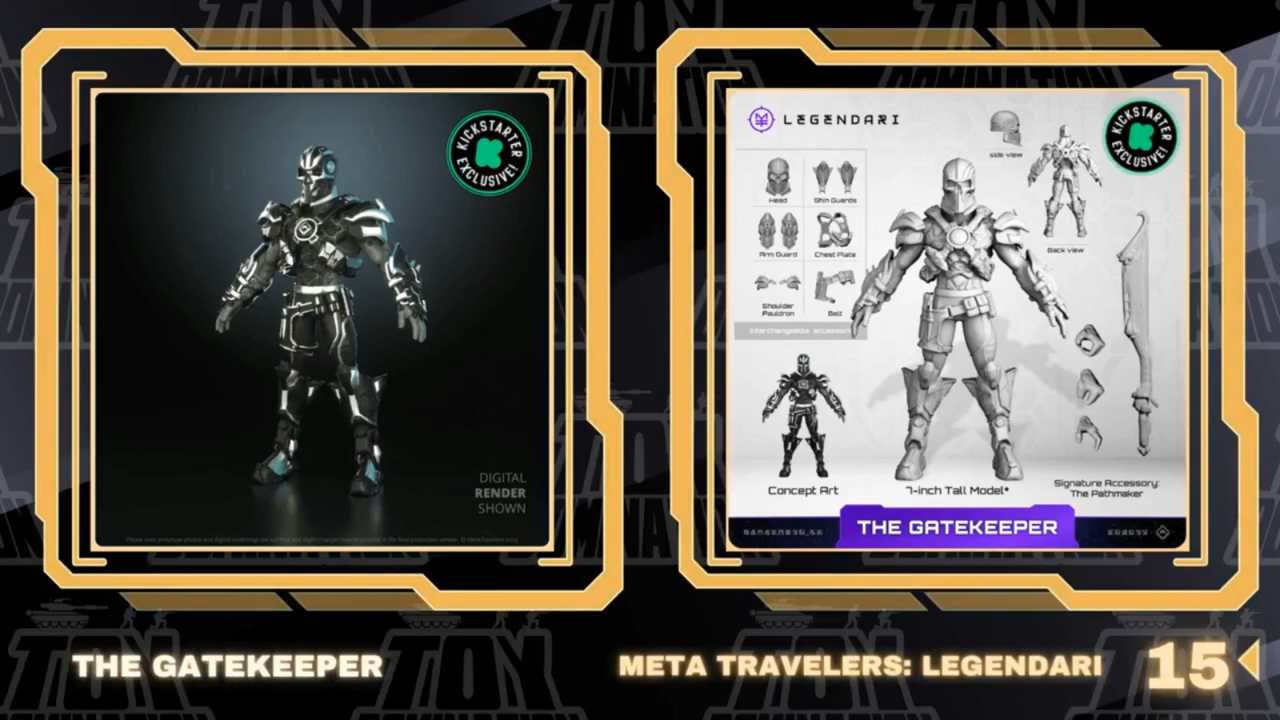 KICKSTARTER
EXCLUSIVE!
DIGITAL
RENDER
SHOWN
LEGENDARI
KICKSTARTER
EXCLUSIVE!
side view
Head
Shin Guards
Arm Guard
Chest Plate
Back view
Shoulder
Pauldron
Belt
Concept Art
7-inch Tall Model*
Signature Accessory:
The Pathmaker
THE GATEKEEPER
THE GATEKEEPER
META TRAVELERS: LEGENDARI
15
TOY
DOMINATION